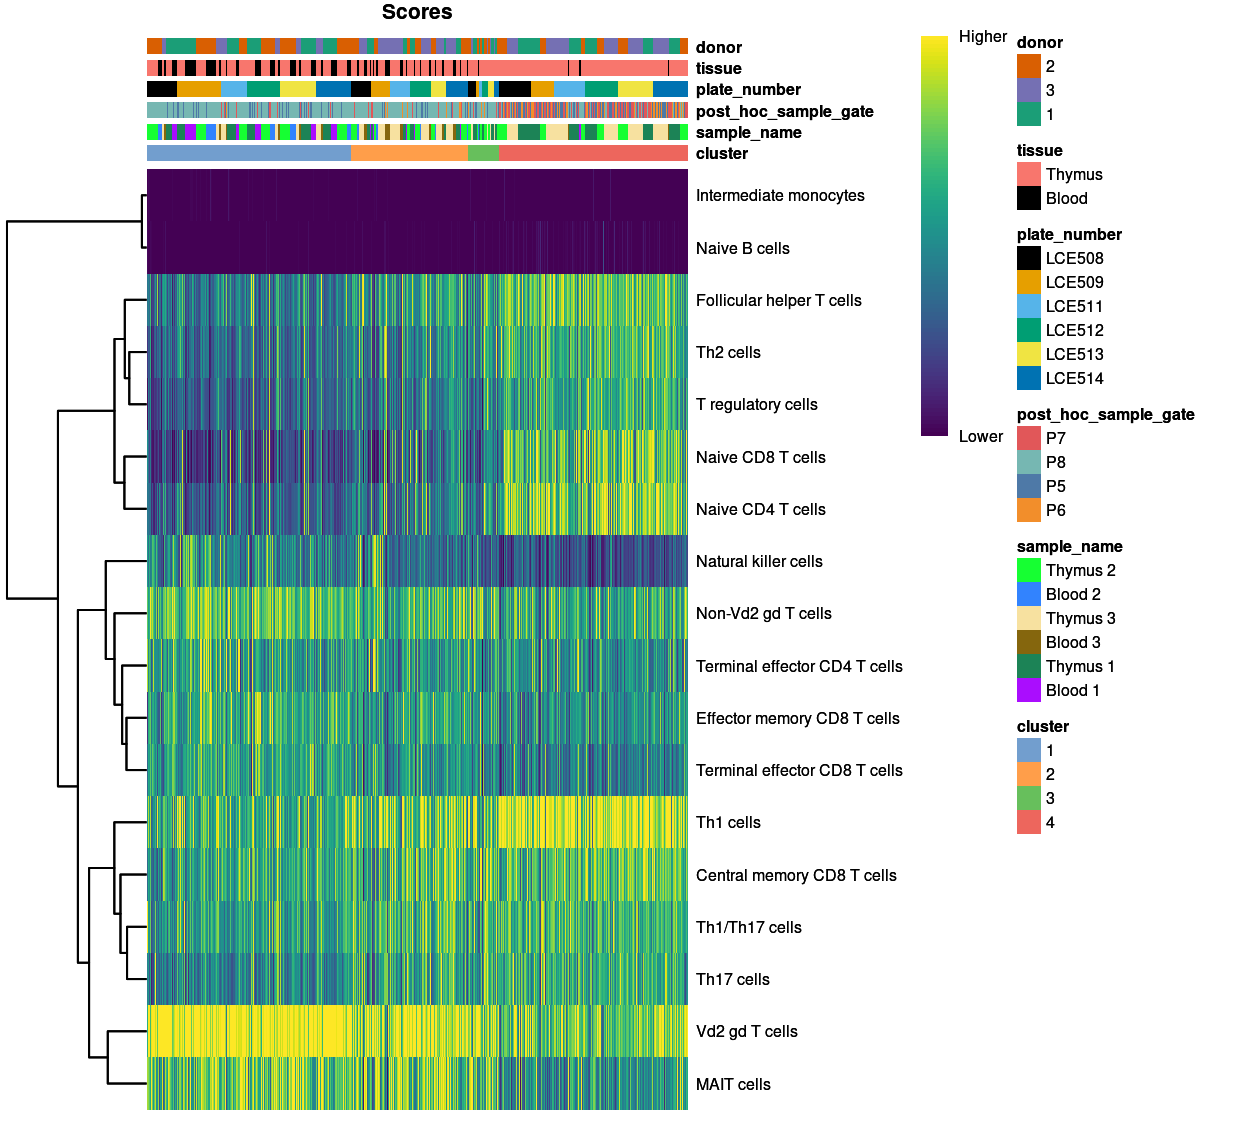 Scores
donor
tissue
plate_number
post_hoc_sample_gate
sample_name
cluster
Intermediate monocytes
Naive B cells
Follicular helper T cells
Th2 cells
T regulatory cells
Naive CD8 T cells
Naive CD4 T cells
Natural killer cells
Non-Vd2 gd T cells
Terminal effector CD4 T cells
Effector memory CD8 T cells
Terminal effector CD8 T cells
Th1 cells
Central memory CD8 T cells
Th1/Th17 cells
Th17 cells
Vd2 gd T cells
MAIT cells
Higher
Lower
donor
2
3
1
tissue
Thymus
Blood
plate_number
LCE508
LCE509
LCE511
LCE512
LCE513
LCE514
post_hoc_sample_gate
P7
P8
P5
P6
sample_name
Thymus 2
Blood 2
Thymus 3
Blood 3
Thymus 1
Blood 1
cluster
1
2
3
4